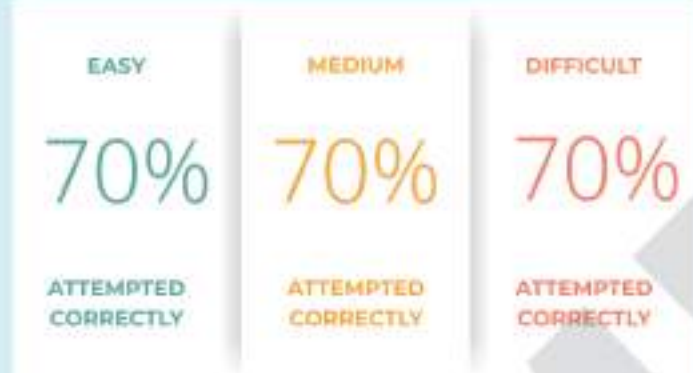 EASY
70%
ATTEMPTED
CORRECTLY
MEDIUM
70%
ATTEMPTED
CORRECTLY
DIFFICULT
70%
ATTEMPTED
CORRECTLY